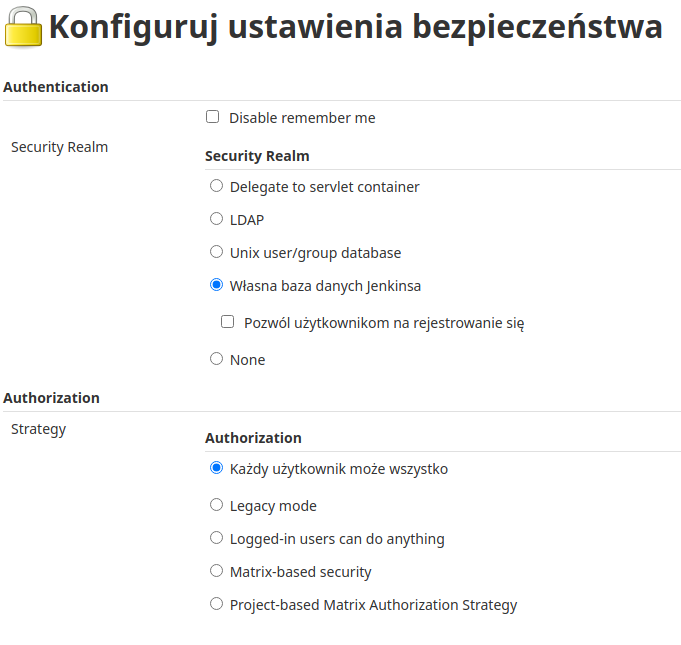 Konfiguruj ustawienia bezpieczeństwa
Authentication
Disable remember me
Security Realm
Security Realm
Delegate to servlet container
LDAP
Unix user/group database
Własna baza danych Jenkinsa
Pozwól użytkownikom na rejestrowanie się
None
Authorization
Strategy
Authorization
Każdy użytkownik może wszystko
Legacy mode
Logged-in users can do anything
Matrix-based security
Project-based Matrix Authorization Strategy